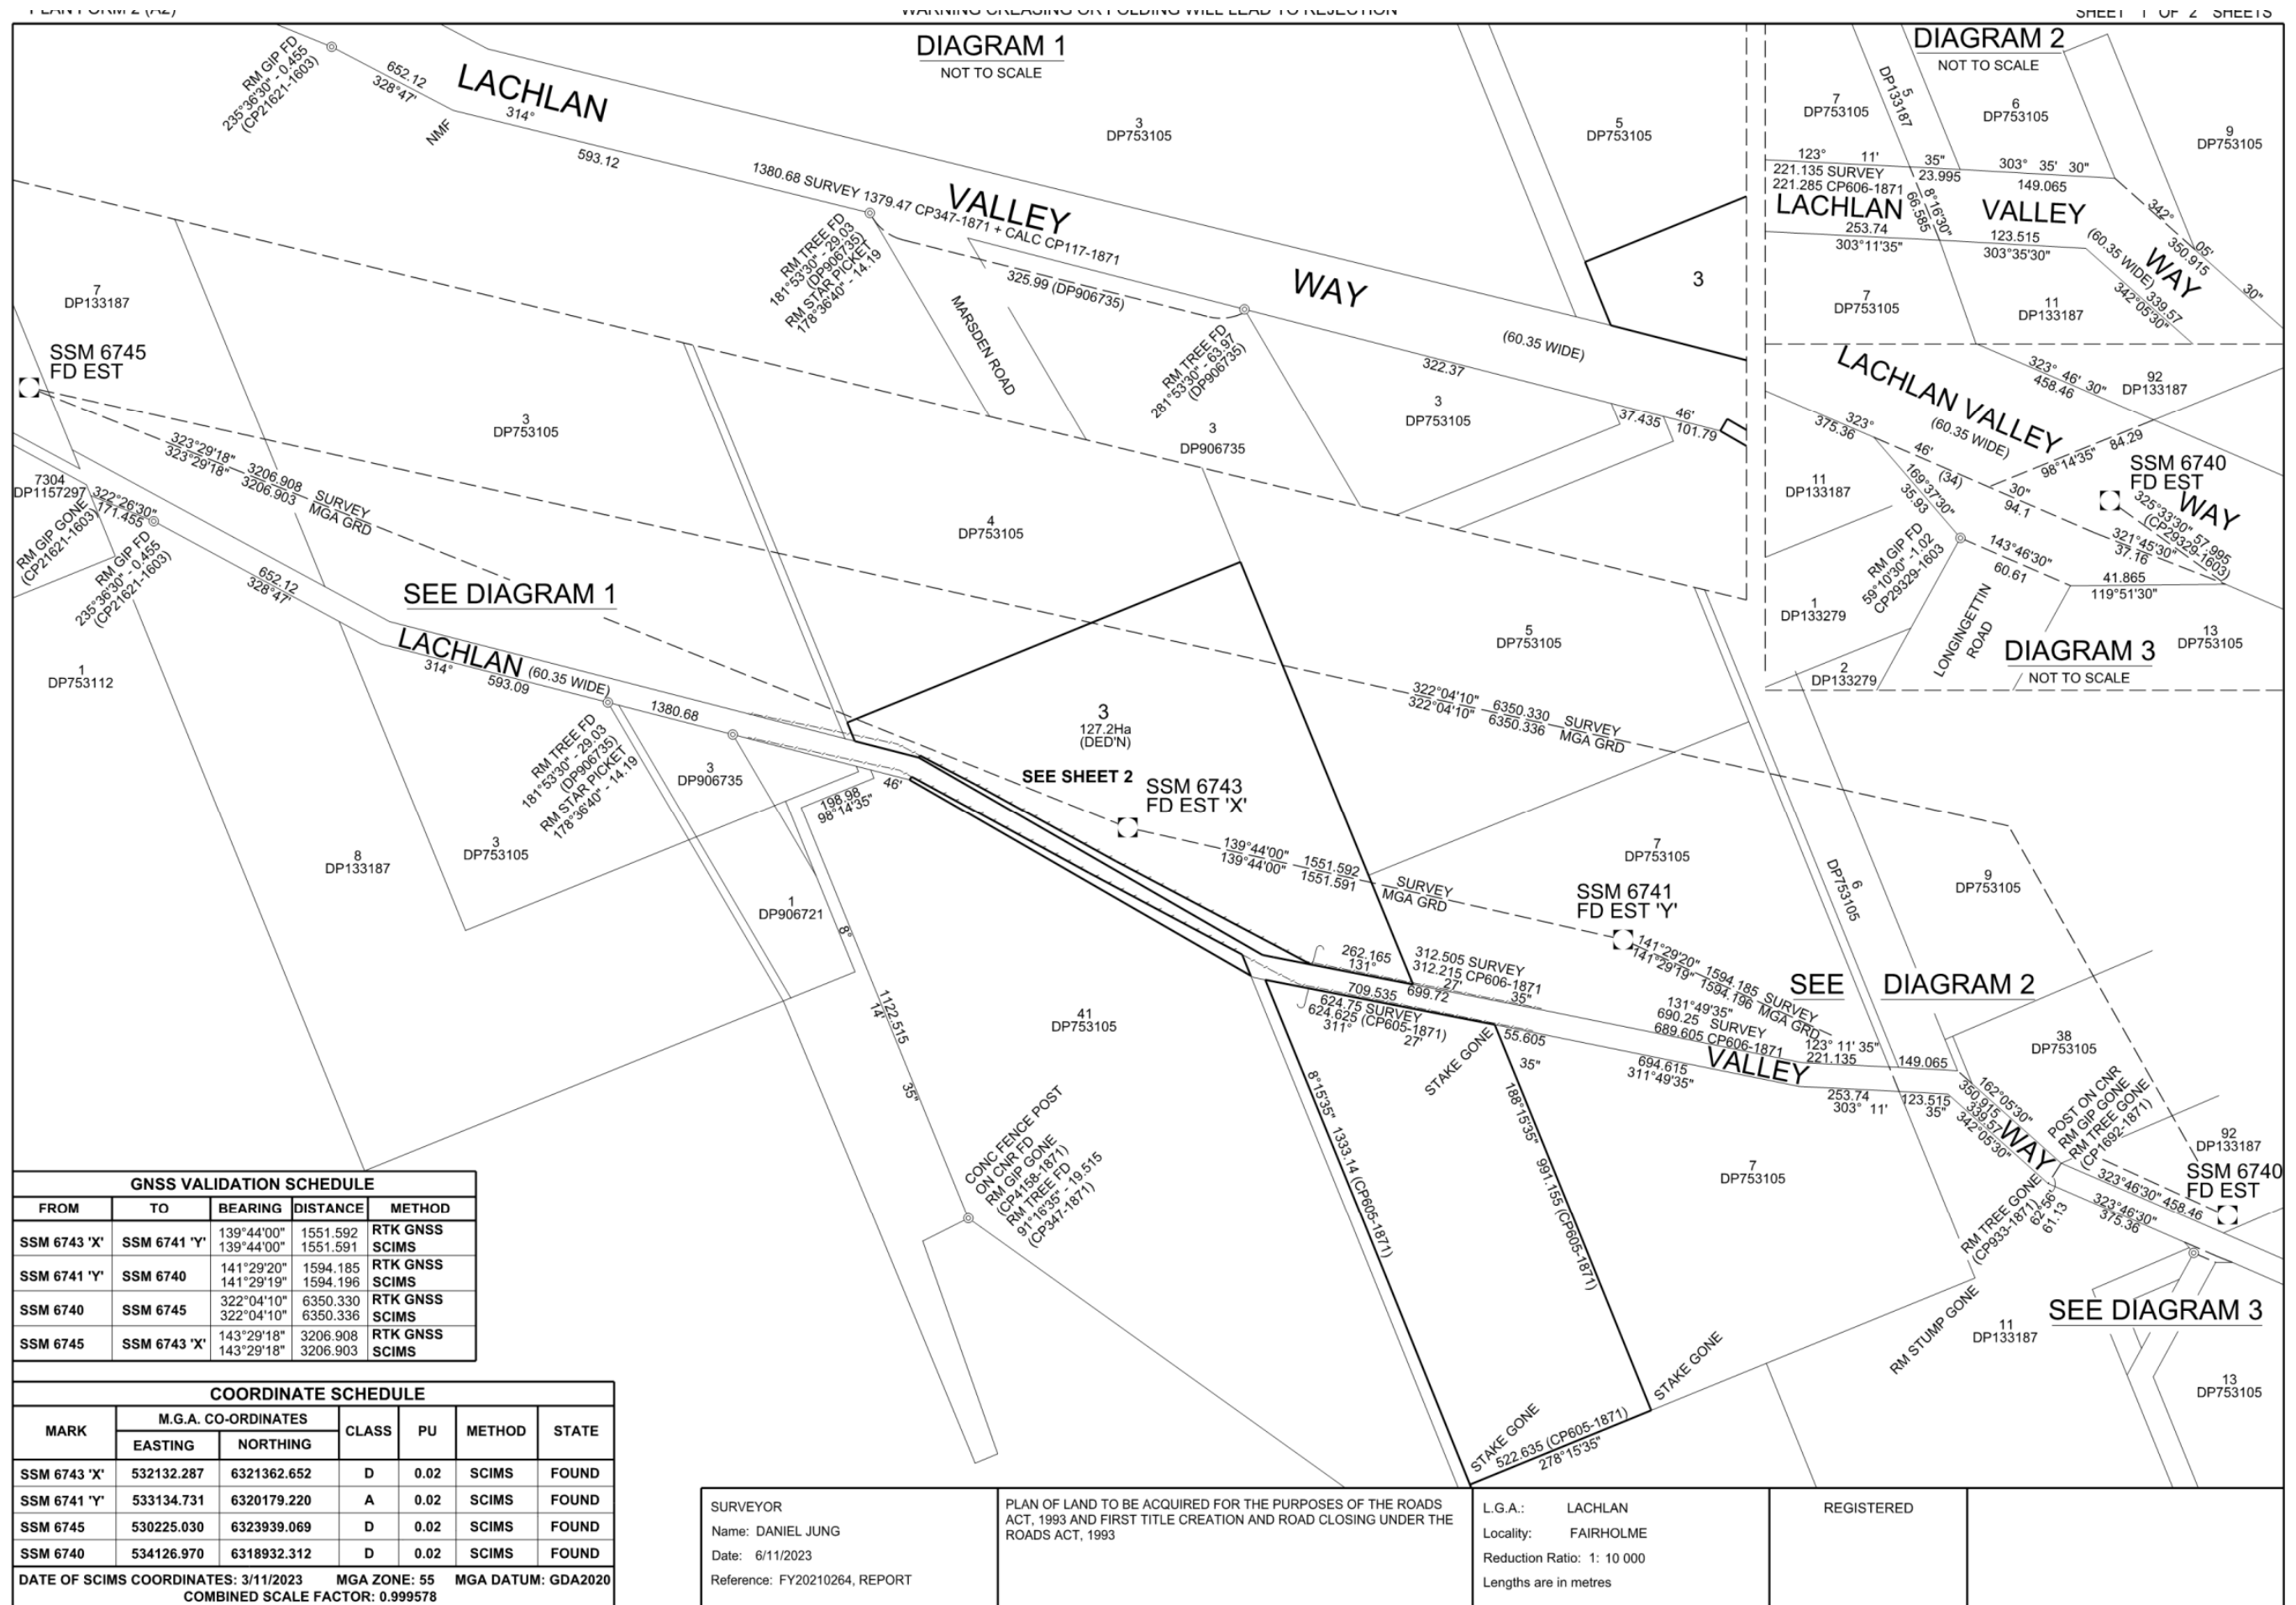 PLAN FORM 2 (A2)
WARNING CREASING OR FOLDING WILL LEAD TO REJECTION
SHEET 1 OF 2 SHEETS
DIAGRAM 1
NOT TO SCALE
RM GIP FD
235°36'30" - 0.455
(CP21621-1603)
652.12
328°47'
NMF
LACHLAN
314°
593.12
1380.68 SURVEY 1379.47 CP347-1871 + CALC CP117-1871
VALLEY
WAY
(60.35 WIDE)
3
DP753105
5
DP753105
3
RM TREE FD
181°53'30" - 29.03
(DP906735)
RM STAR PICKET
178°36'40" - 14.19
325.99 (DP906735)
MARSDEN ROAD
RM TREE FD
281°53'30" - 63.97
(DP906735)
322.37
3
DP753105
3
DP906735
37.435
46'
101.79
DIAGRAM 2
NOT TO SCALE
7
DP753105
5
DP133187
6
DP753105
9
DP753105
123° 11' 35"
221.135 SURVEY
221.285 CP606-1871
23.995
303° 35' 30"
149.065
8°16'30"
66.585
LACHLAN
VALLEY
WAY
(60.35 WIDE)
253.74
303°11'35"
123.515
303°35'30"
342° 05' 30"
350.915
339.57
342°05'30"
7
DP753105
11
DP133187
LACHLAN VALLEY
(60.35 WIDE)
WAY
323° 46' 30"
458.46
92
DP133187
323° 46' 30"
375.36
(34)
94.1
84.29
98°14'35"
SSM 6740
FD EST
325°33'30" - 57.995
(CP29329-1603)
321°45'30"
37.16
11
DP133187
169°37'30"
35.93
RM GIP FD
59°10'30" -1.02
CP29329-1603
143°46'30"
60.61
41.865
119°51'30"
1
DP133279
2
DP133279
LONGINGETTIN
ROAD
DIAGRAM 3
NOT TO SCALE
13
DP753105
7
DP133187
SSM 6745
FD EST
323°29'18" 3206.908 SURVEY
323°29'18" 3206.903 MGA GRD
3
DP753105
4
DP753105
7304
DP1157297
322°26'30"
171.455
RM GIP GONE
(CP21621-1603)
RM GIP FD
235°36'30" - 0.455
(CP21621-1603)
652.12
328°47'
SEE DIAGRAM 1
1
DP753112
LACHLAN
(60.35 WIDE)
314°
593.09
1380.68
46'
RM TREE FD
181°53'30" - 29.03
(DP906735)
RM STAR PICKET
178°36'40" - 14.19
3
DP906735
198.98
98°14'35"
3
DP753105
8
DP133187
1
DP906721
3
127.2Ha
(DED'N)
SEE SHEET 2
SSM 6743
FD EST 'X'
5
DP753105
322°04'10" 6350.330 SURVEY
322°04'10" 6350.336 MGA GRD
139°44'00" 1551.592 SURVEY
139°44'00" 1551.591 MGA GRD
7
DP753105
SSM 6741
FD EST 'Y'
6
DP753105
9
DP753105
141°29'20" 1594.185 SURVEY
141°29'19" 1594.196 MGA GRD
SEE DIAGRAM 2
262.165
131° 27' 35"
312.505 SURVEY
312.215 CP606-1871
709.535
699.72
624.75 SURVEY
624.625 (CP605-1871)
311° 27' 35"
55.605
131°49'35"
690.25 SURVEY
689.605 CP606-1871
694.615
311°49'35"
VALLEY
123° 11' 35"
221.135
149.065
253.74
303° 11' 35"
123.515
162°05'30"
350.915
339.57
342°05'30"
WAY
38
DP753105
POST ON CNR
RM GIP GONE
RM TREE GONE
(CP1692-1871)
92
DP133187
SSM 6740
FD EST
323°46'30" 458.46
323°46'30"
375.36
RM TREE GONE
(CP933-1871)
62°56'
61.13
RM STUMP GONE
11
DP133187
SEE DIAGRAM 3
13
DP753105
8° 14' 35"
1122.515
41
DP753105
CONC FENCE POST
ON CNR FD
RM GIP GONE
(CP4158-1871)
RM TREE FD
91°16'35" - 19.515
(CP347-1871)
STAKE GONE
8°15'35" 1333.14 (CP605-1871)
188°15'35" 991.155 (CP605-1871)
7
DP753105
STAKE GONE
STAKE GONE
522.635 (CP605-1871)
278°15'35"
GNSS VALIDATION SCHEDULE
FROM TO BEARING DISTANCE METHOD
SSM 6743 'X' SSM 6741 'Y' 139°44'00" 1551.592 RTK GNSS
139°44'00" 1551.591 SCIMS
SSM 6741 'Y' SSM 6740 141°29'20" 1594.185 RTK GNSS
141°29'19" 1594.196 SCIMS
SSM 6740 SSM 6745 322°04'10" 6350.330 RTK GNSS
322°04'10" 6350.336 SCIMS
SSM 6745 SSM 6743 'X' 143°29'18" 3206.908 RTK GNSS
143°29'18" 3206.903 SCIMS
COORDINATE SCHEDULE
MARK M.G.A. CO-ORDINATES CLASS PU METHOD STATE
EASTING NORTHING
SSM 6743 'X' 532132.287 6321362.652 D 0.02 SCIMS FOUND
SSM 6741 'Y' 533134.731 6320179.220 A 0.02 SCIMS FOUND
SSM 6745 530225.030 6323939.069 D 0.02 SCIMS FOUND
SSM 6740 534126.970 6318932.312 D 0.02 SCIMS FOUND
DATE OF SCIMS COORDINATES: 3/11/2023 MGA ZONE: 55 MGA DATUM: GDA2020
COMBINED SCALE FACTOR: 0.999578
SURVEYOR
Name: DANIEL JUNG
Date: 6/11/2023
Reference: FY20210264, REPORT
PLAN OF LAND TO BE ACQUIRED FOR THE PURPOSES OF THE ROADS
ACT, 1993 AND FIRST TITLE CREATION AND ROAD CLOSING UNDER THE
ROADS ACT, 1993
L.G.A.: LACHLAN
Locality: FAIRHOLME
Reduction Ratio: 1: 10 000
Lengths are in metres
REGISTERED